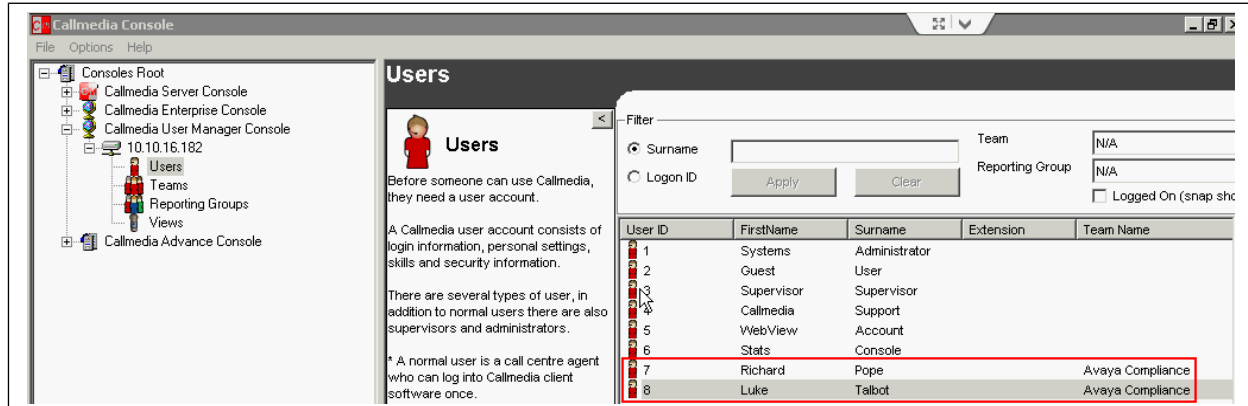 Callmedia Console
File Options Help
Consoles Root
Callmedia Server Console
Callmedia Enterprise Console
Callmedia User Manager Console
10.10.16.182
Users
Teams
Reporting Groups
Views
Callmedia Advance Console
Users
<
Users
Before someone can use Callmedia,
they need a user account.
A Callmedia user account consists of
login information, personal settings,
skills and security information.
There are several types of user, in
addition to normal users there are also
supervisors and administrators.
* A normal user is a call centre agent
who can log into Callmedia client
software once.
Filter
Surname
Logon ID
Apply Clear
Team N/A
Reporting Group N/A
Logged On (snap sho
User ID FirstName Surname Extension Team Name
1 Systems Administrator
2 Guest User
3 Supervisor Supervisor
4 Callmedia Support
5 WebView Account
6 Stats Console
7 Richard Pope Avaya Compliance
8 Luke Talbot Avaya Compliance